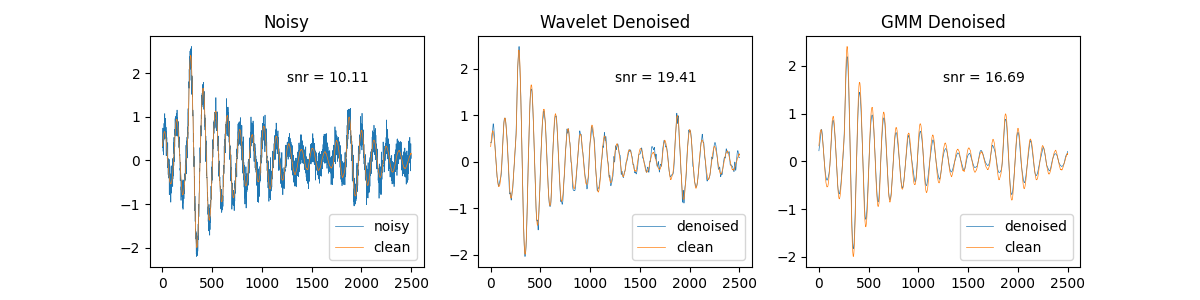 Noisy
snr = 10.11
2
1
0
−1
−2
noisy
clean
0 500 1000 1500 2000 2500
Wavelet Denoised
snr = 19.41
2
1
0
−1
−2
denoised
clean
0 500 1000 1500 2000 2500
GMM Denoised
snr = 16.69
2
1
0
−1
−2
denoised
clean
0 500 1000 1500 2000 2500